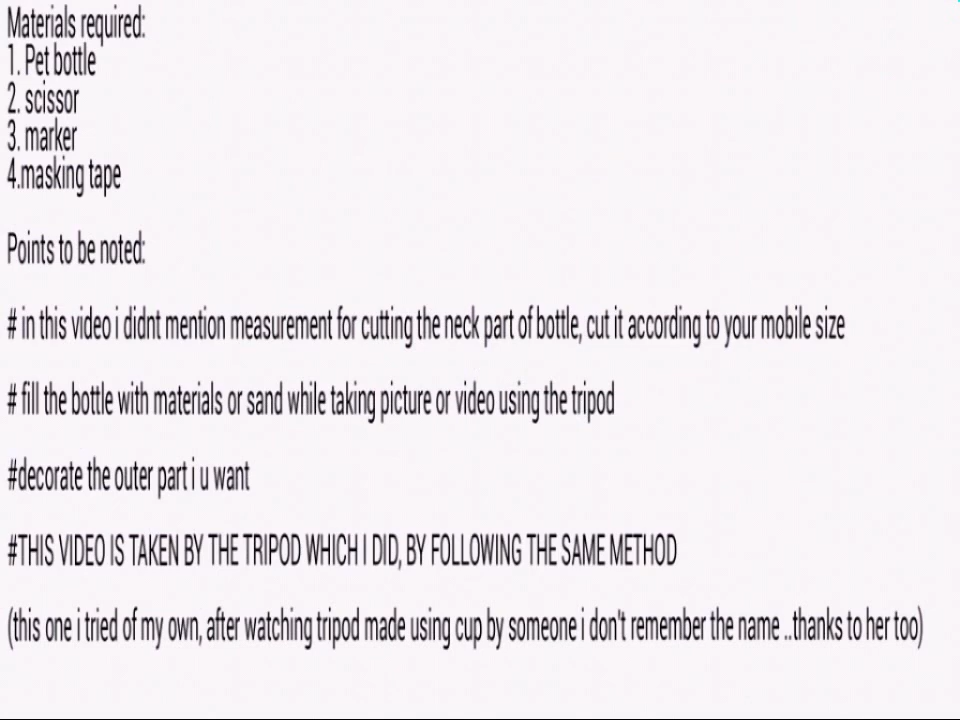 Materials required:
1. Pet bottle
2. scissor
3. marker
4.masking tape
Points to be noted:
# in this video i didnt mention measurement for cutting the neck part of bottle, cut it according to your mobile size
# fill the bottle with materials or sand while taking picture or video using the tripod
#decorate the outer part i u want
#THIS VIDEO IS TAKEN BY THE TRIPOD WHICH I DID, BY FOLLOWING THE SAME METHOD
(this one i tried of my own, after watching tripod made using cup by someone i don't remember the name ..thanks to her too)